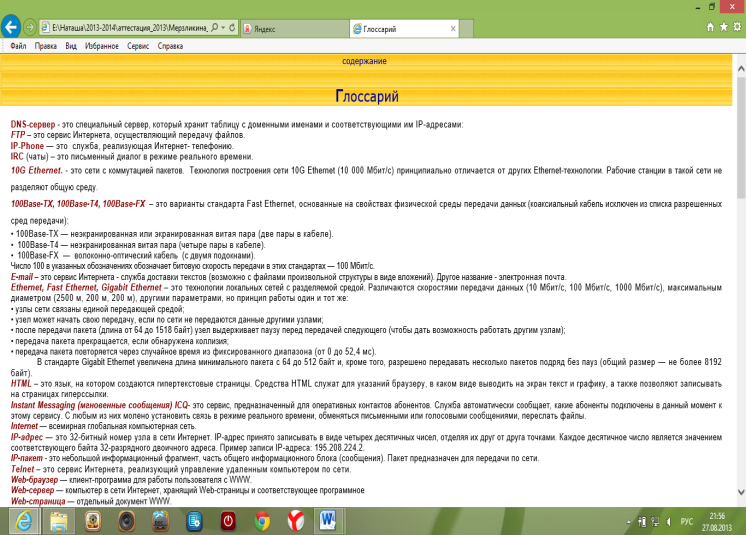 E:\Наташа\2013-2014\аттестация_2013\Мерзликина_
Яндекс
Глоссарий
Файл Правка Вид Избранное Сервис Справка
содержание
Глоссарий
DNS-сервер - это специальный сервер, который хранит таблицу с доменными именами и соответствующими им IP-адресами:
FTP – это сервис Интернета, осуществляющий передачу файлов.
IP-Phone — это служба, реализующая Интернет- телефонию.
IRC (чаты) – это письменный диалог в режиме реального времени.
10G Ethernet. - это сети с коммутацией пакетов. Технология построения сети 10G Ethernet (10 000 Мбит/с) принципиально отличается от других Ethernet-технологии. Рабочие станции в такой сети не
разделяют общую среду.
100Base-TX, 100Base-T4, 100Base-FX – это варианты стандарта Fast Ethernet, основанные на свойствах физической среды передачи данных (коаксиальный кабель исключен из списка разрешенных
сред передачи):
• 100Base-TX — неэкранированная или экранированная витая пара (две пары в кабеле).
• 100Base-T4 — неэкранированная витая пара (четыре пары в кабеле).
• 100Base-FX — волоконно-оптический кабель (с двумя подокнами).
Число 100 в указанных обозначениях обозначает битовую скорость передачи в этих стандартах — 100 Мбит/с.
E-mail – это сервис Интернета - служба доставки текстов (возможно с файлами произвольной структуры в виде вложений). Другое название - электронная почта.
Ethernet, Fast Ethernet, Gigabit Ethernet – это технологии локальных сетей с разделяемой средой. Различаются скоростями передачи данных (10 Мбит/с, 100 Мбит/с, 1000 Мбит/с), максимальным
диаметром (2500 м, 200 м, 200 м), другими параметрами, но принцип работы один и тот же:
• узлы сети связаны единой передающей средой;
• узел может начать свою передачу, если по сети не передаются данные другими узлами;
• после передачи пакета (длина от 64 до 1518 байт) узел выдерживает паузу перед передачей следующего (чтобы дать возможность работать другим узлам);
• передача пакета прекращается, если обнаружена коллизия;
• передача пакета повторяется через случайное время из фиксированного диапазона (от 0 до 52,4 мс).
В стандарте Gigabit Ethernet увеличена длина минимального пакета с 64 до 512 байт и, кроме того, разрешено передавать несколько пакетов подряд без пауз (общий размер — не более 8192
байт).
HTML – это язык, на котором создаются гипертекстовые страницы. Средства HTML служат для указаний браузеру, в каком виде выводить на экран текст и графику, а также позволяют записывать
на страницах гиперссылки.
Instant Messaging (мгновенные сообщения) ICQ- это сервис, предназначенный для оперативных контактов абонентов. Служба автоматически сообщает, какие абоненты подключены в данный момент к
этому сервису. С любым из них молено установить связь в режиме реального времени, обменяться письменными или голосовыми сообщениями, переслать файлы.
Internet — всемирная глобальная компьютерная сеть.
IP-адрес — это 32-битный номер узла в сети Интернет. IP-адрес принято записывать в виде четырех десятичных чисел, отделяя их друг от друга точками. Каждое десятичное число является значением
соответствующего байта 32-разрядного двоичного адреса. Пример записи IP-адреса: 195.208.224.2.
IP-пакет - это небольшой информационный фрагмент, часть общего информационного блока (сообщения). Пакет предназначен для передачи по сети.
Telnet – это сервис Интернета, реализующий управление удаленным компьютером по сети.
Web-браузер — клиент-программа для работы пользователя с WWW.
Web-сервер — компьютер в сети Интернет, хранящий Web-страницы и соответствующее программное
Web-страница — отдельный документ WWW.
РУС
21:56
27.08.2013